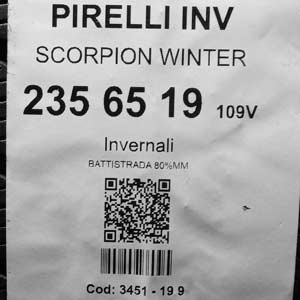 PIRELLI INV
SCORPION WINTER
235 65 19 109V
Invernali
BATTISTRADA 80%MM
Cod: 3451 - 19 9